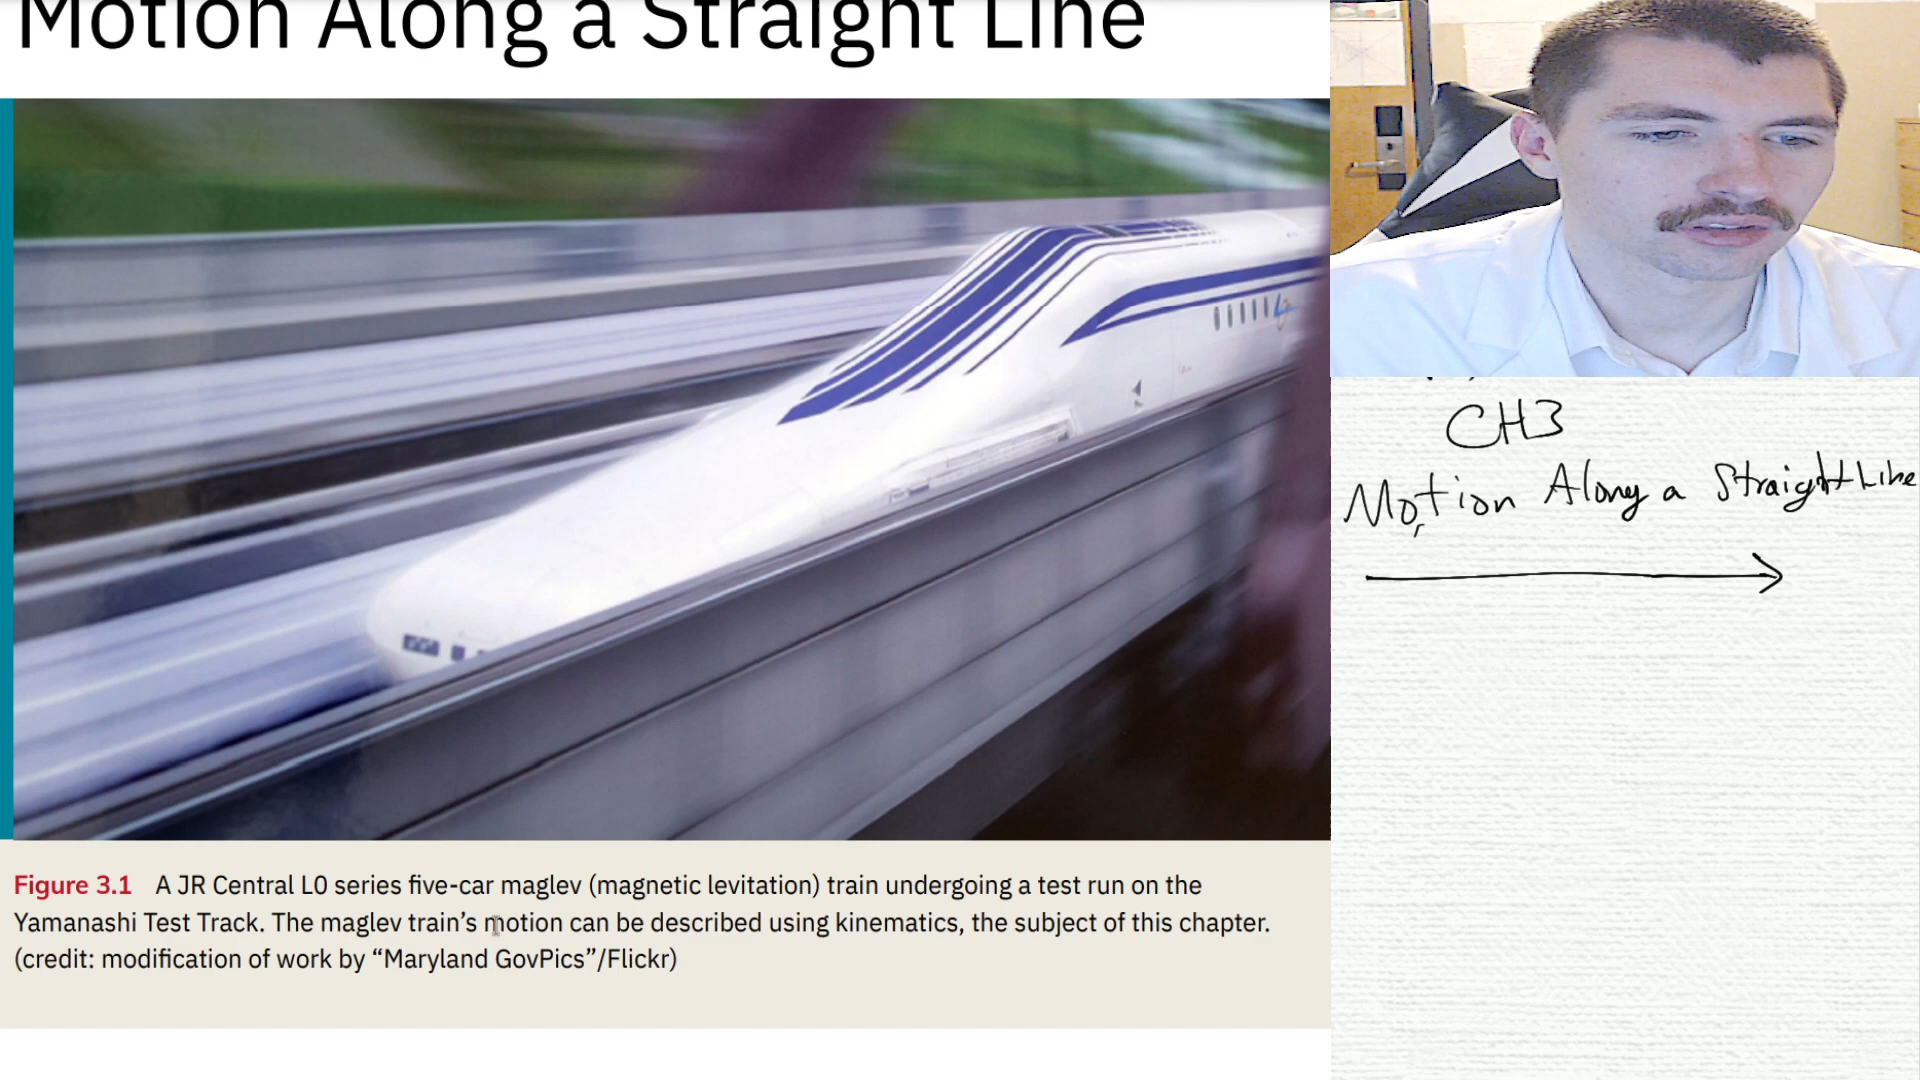 Motion Along a Straight Line
Figure 3.1 A JR Central L0 series five-car maglev (magnetic levitation) train undergoing a test run on the
Yamanashi Test Track. The maglev train’s motion can be described using kinematics, the subject of this chapter.
(credit: modification of work by “Maryland GovPics”/Flickr)
CH3
Motion Along a Straight Line